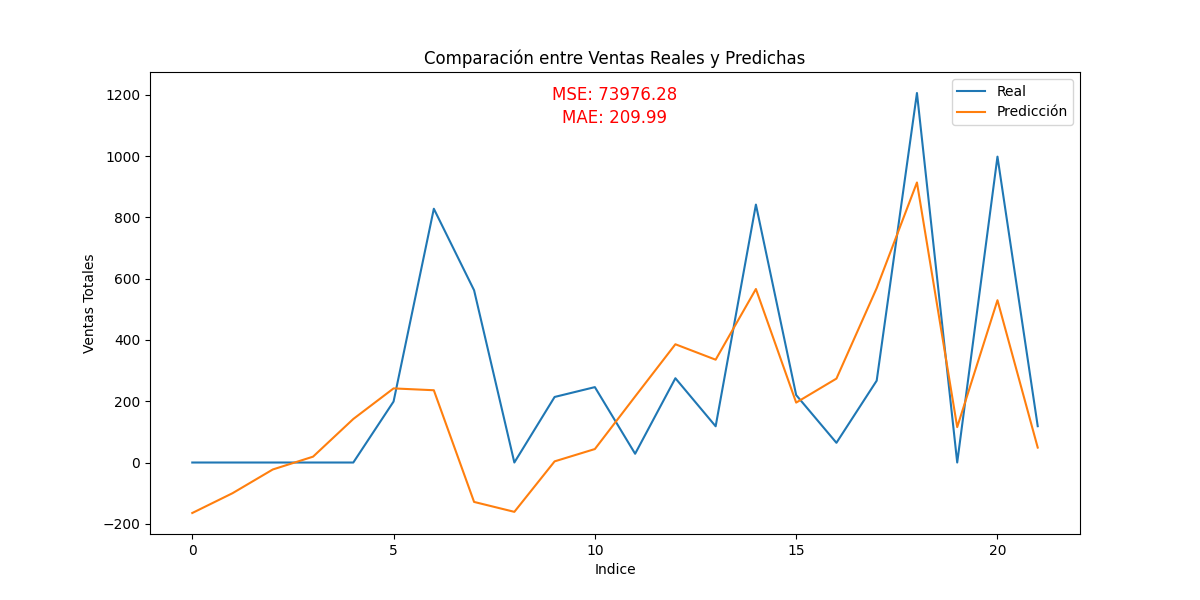 Comparación entre Ventas Reales y Predichas
MSE: 73976.28
MAE: 209.99
Real
Predicción
Ventas Totales
1200
1000
800
600
400
200
0
−200
0 5 10 15 20
Indice